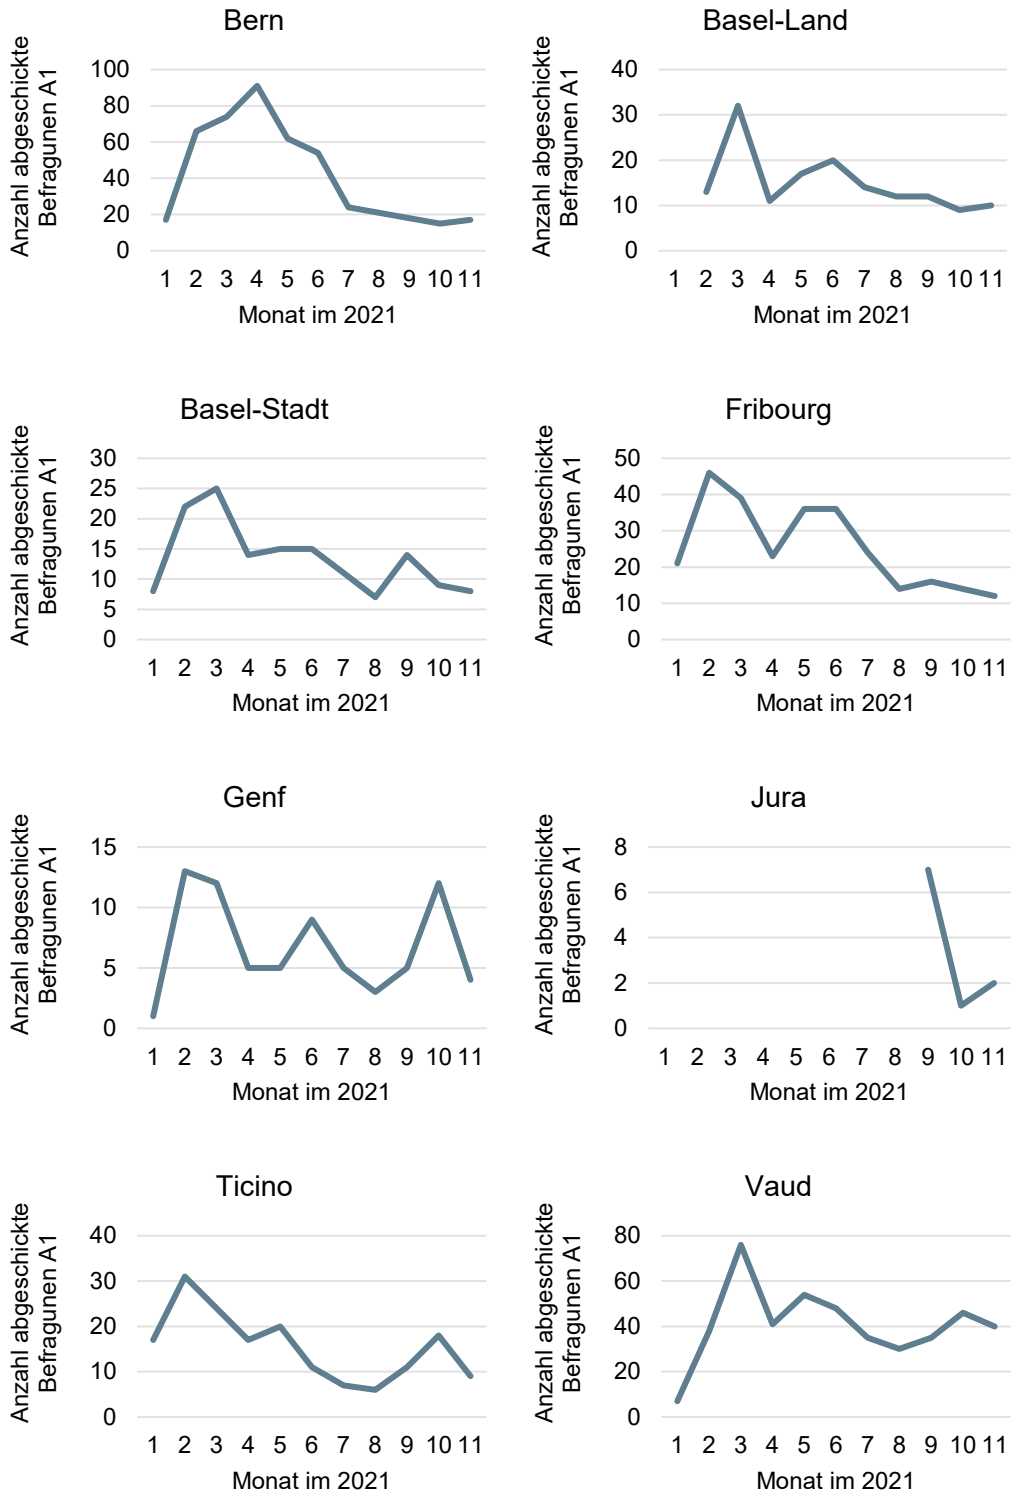 Bern
Anzahl abgeschickte
Befragunen A1
100
80
60
40
20
0
1 2 3 4 5 6 7 8 9 10 11
Monat im 2021
Basel-Land
Anzahl abgeschickte
Befragunen A1
40
30
20
10
0
1 2 3 4 5 6 7 8 9 10 11
Monat im 2021
Basel-Stadt
Anzahl abgeschickte
Befragunen A1
30
25
20
15
10
5
0
1 2 3 4 5 6 7 8 9 10 11
Monat im 2021
Fribourg
Anzahl abgeschickte
Befragunen A1
50
40
30
20
10
0
1 2 3 4 5 6 7 8 9 10 11
Monat im 2021
Genf
Anzahl abgeschickte
Befragunen A1
15
10
5
0
1 2 3 4 5 6 7 8 9 10 11
Monat im 2021
Jura
Anzahl abgeschickte
Befragunen A1
8
6
4
2
0
1 2 3 4 5 6 7 8 9 10 11
Monat im 2021
Ticino
Anzahl abgeschickte
Befragunen A1
40
30
20
10
0
1 2 3 4 5 6 7 8 9 10 11
Monat im 2021
Vaud
Anzahl abgeschickte
Befragunen A1
80
60
40
20
0
1 2 3 4 5 6 7 8 9 10 11
Monat im 2021